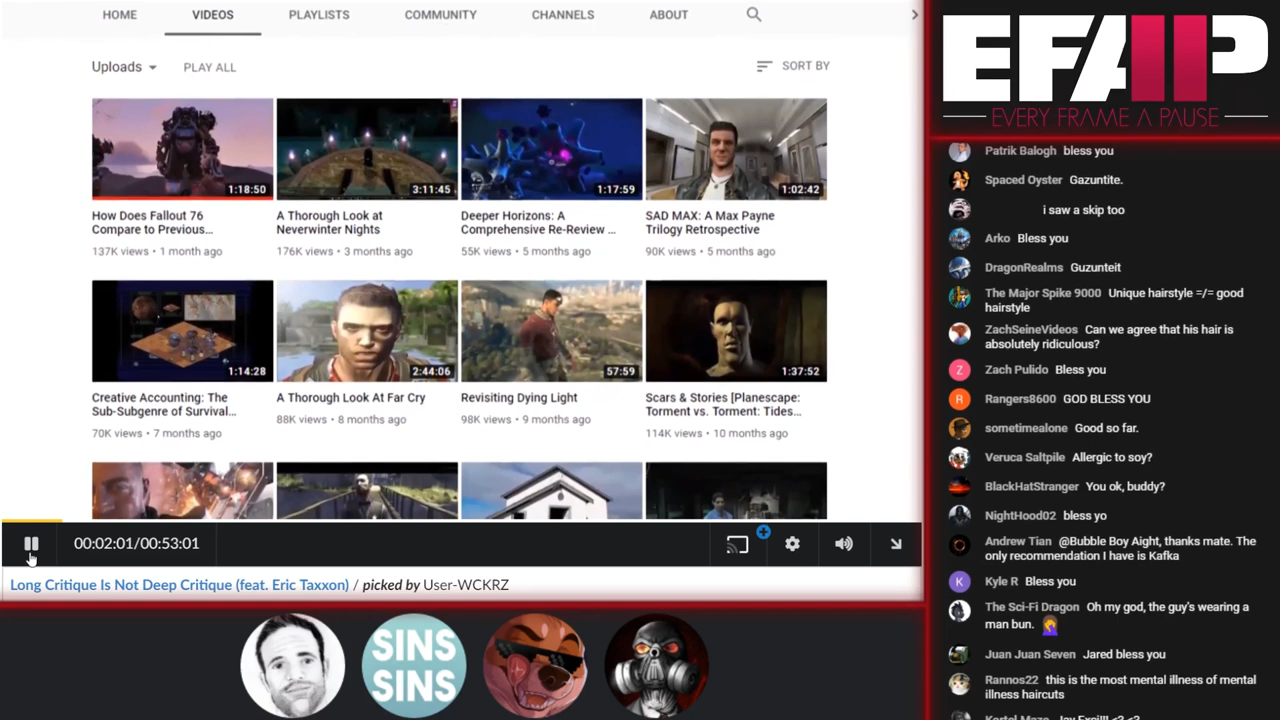 HOME VIDEOS PLAYLISTS COMMUNITY CHANNELS ABOUT
Uploads PLAY ALL SORT BY
1:18:50 3:11:45 1:17:59 1:02:42
How Does Fallout 76
Compare to Previous...
137K views • 1 month ago
A Thorough Look at
Neverwinter Nights
176K views • 3 months ago
Deeper Horizons: A
Comprehensive Re-Review ...
55K views • 5 months ago
SAD MAX: A Max Payne
Trilogy Retrospective
90K views • 5 months ago
1:14:28 2:44:06 57:59 1:37:52
Creative Accounting: The
Sub-Subgenre of Survival...
70K views • 7 months ago
A Thorough Look At Far Cry
88K views • 8 months ago
Revisiting Dying Light
98K views • 9 months ago
Scars & Stories [Planescape:
Torment vs. Torment: Tides...
114K views • 10 months ago
00:02:01/00:53:01
Long Critique Is Not Deep Critique (feat. Eric Taxxon) / picked by User-WCKRZ
SINS
SINS
EFAP
EVERY FRAME A PAUSE
Patrik Balogh bless you
Spaced Oyster Gazuntite.
i saw a skip too
Arko Bless you
DragonRealms Guzunteit
The Major Spike 9000 Unique hairstyle =/= good
hairstyle
ZachSeineVideos Can we agree that his hair is
absolutely ridiculous?
Z Zach Pulido Bless you
R Rangers8600 GOD BLESS YOU
sometimealone Good so far.
Veruca Saltpile Allergic to soy?
BlackHatStranger You ok, buddy?
NightHood02 bless yo
Andrew Tian @Bubble Boy Aight, thanks mate. The
only recommendation I have is Kafka
K Kyle R Bless you
The Sci-Fi Dragon Oh my god, the guy's wearing a
man bun. 🤦
Juan Juan Seven Jared bless you
Rannos22 this is the most mental illness of mental
illness haircuts